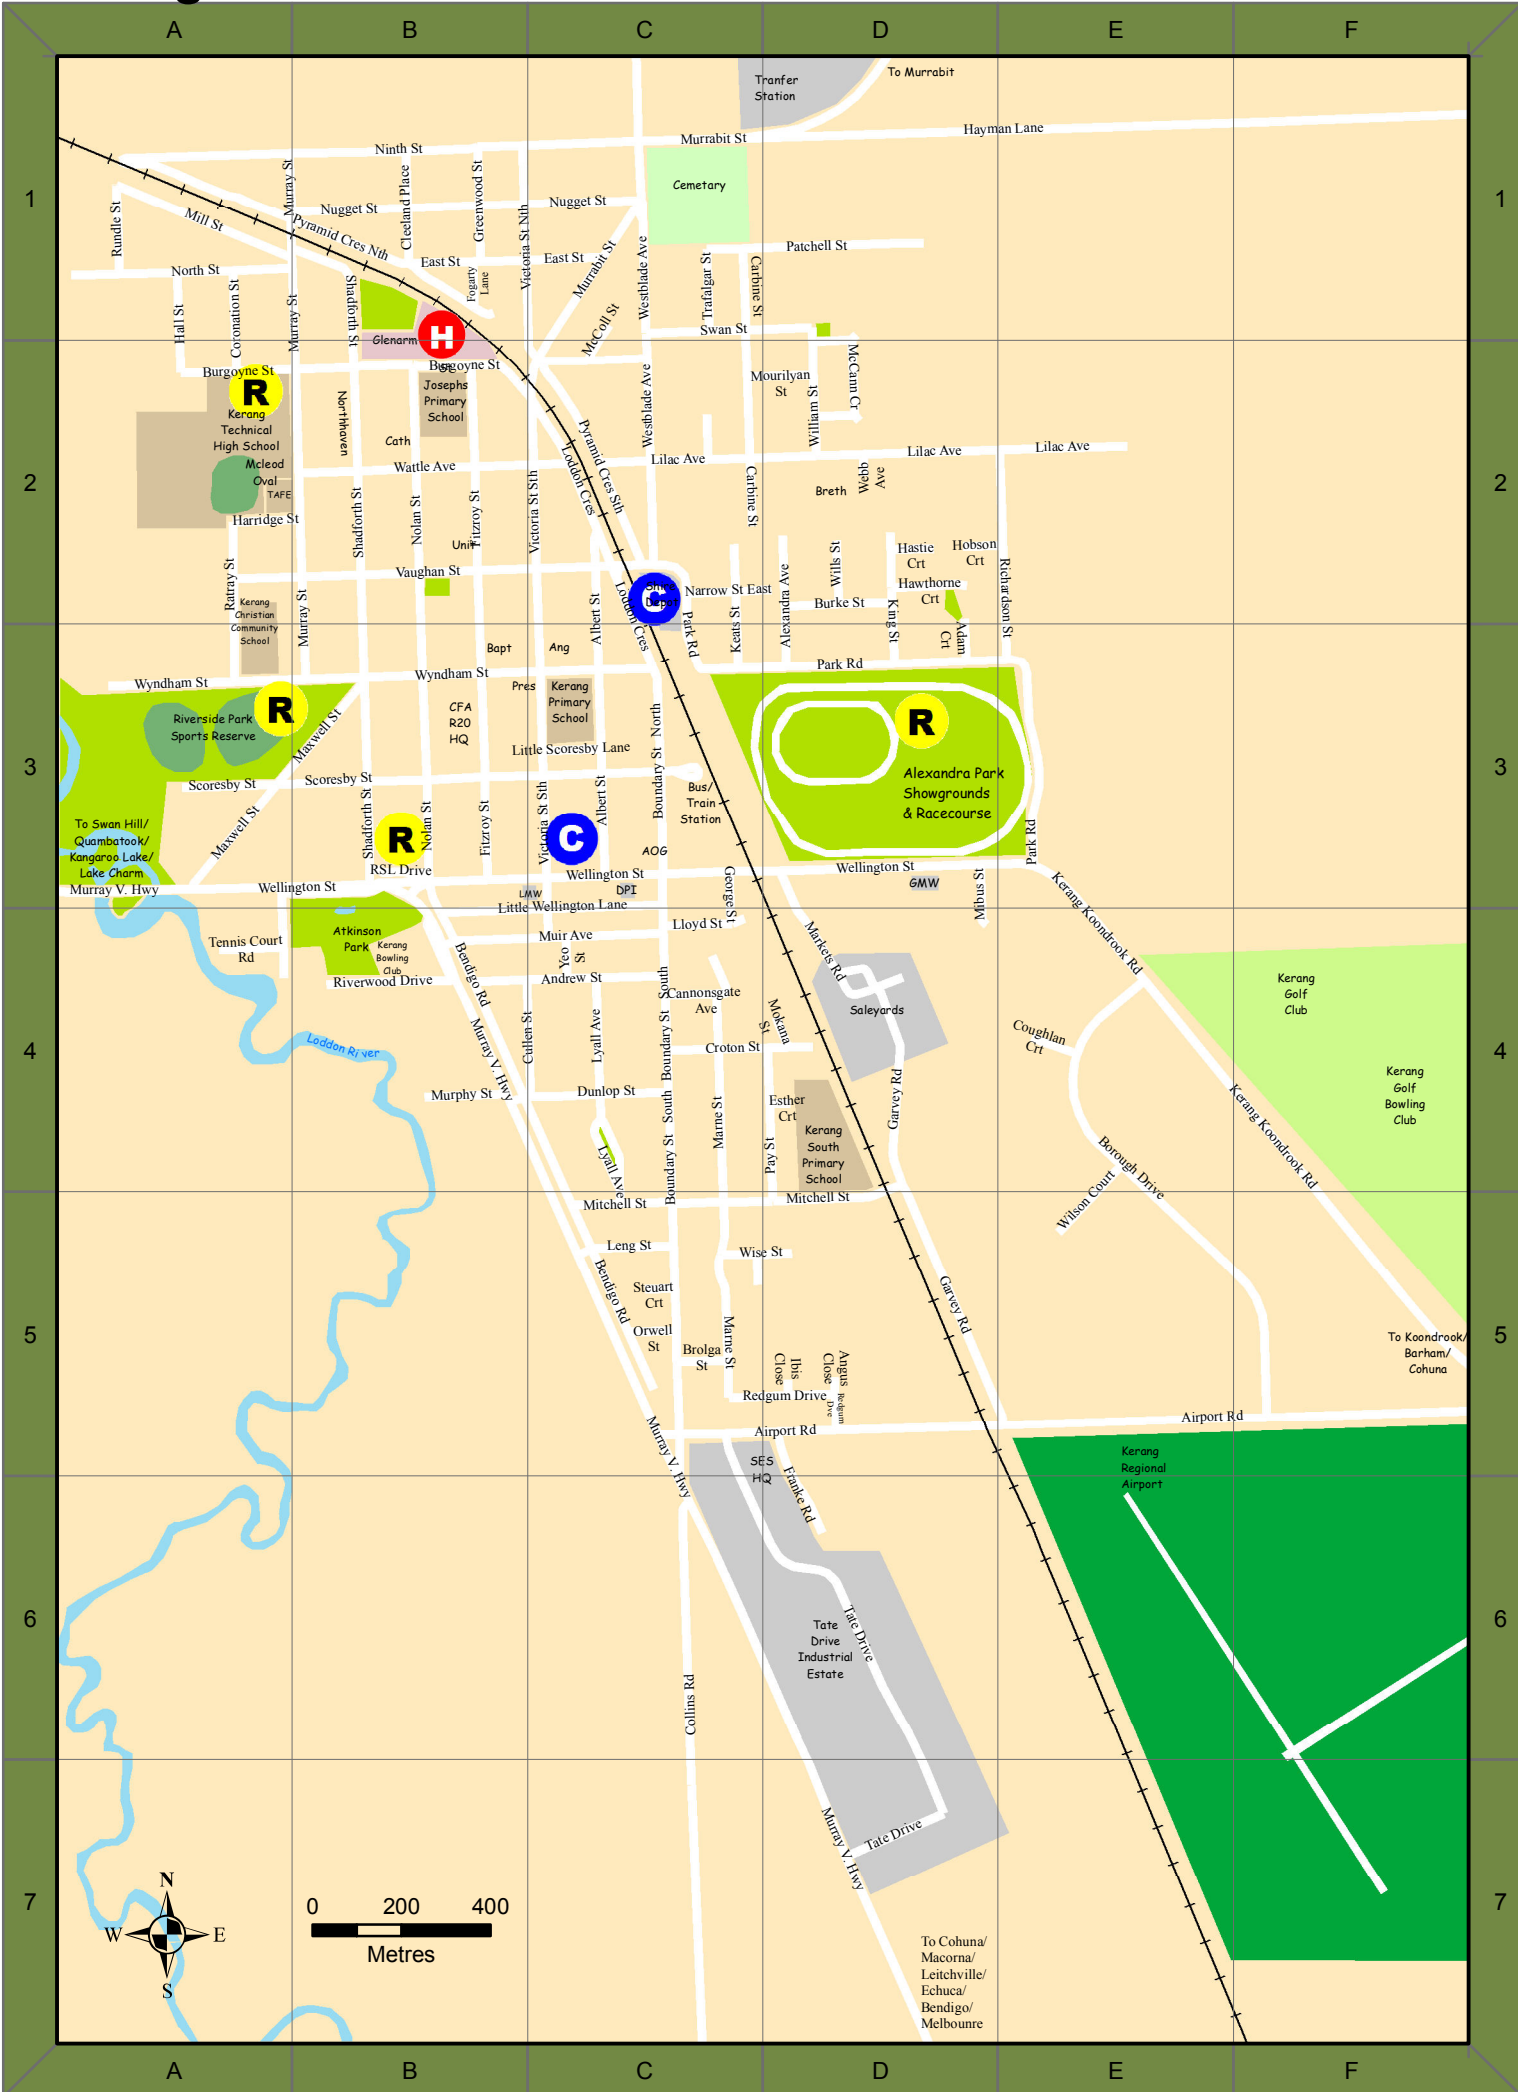 A B C D E F
Tranfer
Station
To Murrabit
Hayman Lane
Murrabit St
Ninth St
Cemetary
1
1
Murray St
Cleeland Place
Greenwood St
Victoria St Nth
Nugget St
Nugget St
Rundle St
Mill St
Pyramid Cres Nth
Murrabit St
Westblade Ave
Patchell St
North St
East St
East St
Fogarty
Lane
Trafalgar St
Carbine St
Hall St
Coronation St
Murray St
Shadforth St
McColl St
Swan St
Glenarm
H
Burgoyne St
Burgoyne St
St
Josephs
Primary
School
R
Kerang
Technical
High School
Mcleod
Oval
TAFE
Northhaven
Cath
Westblade Ave
Mourilyan
St
William St
McCann Cr
Pyramid Cres Sth
Loddon Cres
Wattle Ave
Lilac Ave
Lilac Ave
Lilac Ave
2
2
Carbine St
Breth
Webb
Ave
Harridge St
Shadforth St
Nolan St
Fitzroy St
Victoria St Sth
Unit
Hastie
Crt
Hobson
Crt
Wills St
Vaughan St
Ratray St
Murray St
Kerang
Christian
Community
School
Albert St
Loddon Cres
Shire
Depot
C
Narrow St East
Park Rd
Keats St
Alexandra Ave
Burke St
King St
Hawthorne
Crt
Adam
Crt
Richardson St
Bapt
Ang
Park Rd
Wyndham St
Wyndham St
Pres
Kerang
Primary
School
R
Riverside Park
Sports Reserve
Maxwell St
CFA
R20
HQ
Little Scoresby Lane
Boundary St North
R
3
3
Scoresby St
Scoresby St
Alexandra Park
Showgrounds
& Racecourse
Bus/
Train
Station
To Swan Hill/
Quambatook/
Kangaroo Lake/
Lake Charm
Maxwell St
Shadforth St
R
Nolan St
Fitzroy St
Victoria St Sth
Albert St
C
AOG
Park Rd
RSL Drive
Wellington St
Wellington St
Wellington St
Murray V. Hwy
LMW
DPI
George St
GMW
Mibus St
Kerang Koondrook Rd
Little Wellington Lane
Atkinson
Park
Kerang
Bowling
Club
Tennis Court
Rd
Muir Ave
Lloyd St
Yeo
St
Markets Rd
Riverwood Drive
Andrew St
Bendigo Rd
Cannonsgate
Ave
Mokana
St
Saleyards
Kerang
Golf
Club
Loddon River
Murray V. Hwy
Cullen St
Lyall Ave
Boundary St South
Croton St
Coughlan
Crt
4
4
Murphy St
Dunlop St
Marne St
Esther
Crt
Garvey Rd
Kerang
Golf
Bowling
Club
Kerang Koondrook Rd
Lyall Ave
Boundary St South
Pay St
Kerang
South
Primary
School
Borough Drive
Wilson Court
Mitchell St
Mitchell St
Leng St
Wise St
Bendigo Rd
Steuart
Crt
Orwell
St
Brolga
St
Marne St
Garvey Rd
5
5
To Koondrook/
Barham/
Cohuna
Ibis
Close
Angus
Close
Redgum Drive
Redgum
Dve
Airport Rd
Airport Rd
Murray V. Hwy
SES
HQ
Franke Rd
Kerang
Regional
Airport
6
6
Tate
Drive
Industrial
Estate
Tate Drive
Collins Rd
Murray V. Hwy
Tate Drive
7
7
N
W E
S
0 200 400
Metres
To Cohuna/
Macorna/
Leitchville/
Echuca/
Bendigo/
Melbounre
A B C D E F